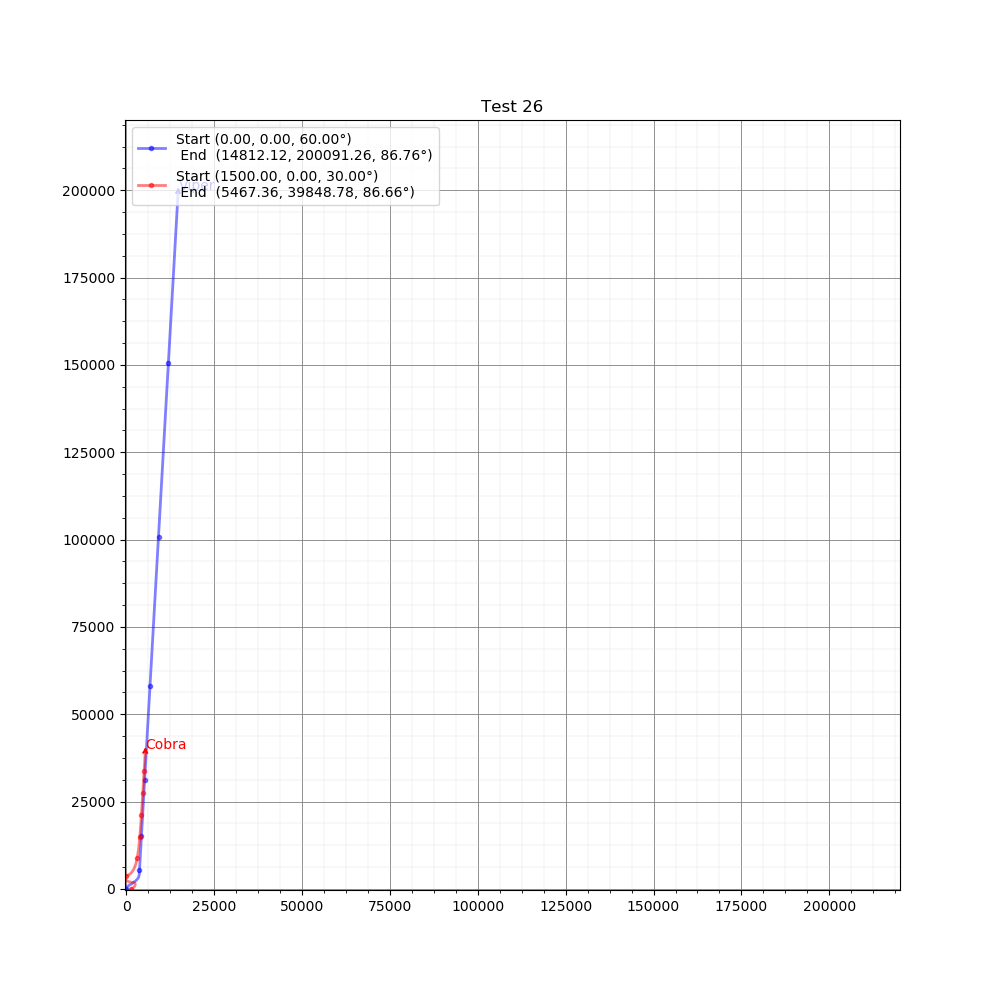 Test 26
Start (0.00, 0.00, 60.00°)
End (14812.12, 200091.26, 86.76°)
Start (1500.00, 0.00, 30.00°)
End (5467.36, 39848.78, 86.66°)
200000
175000
150000
125000
100000
75000
50000
Cobra
25000
0
0 25000 50000 75000 100000 125000 150000 175000 200000